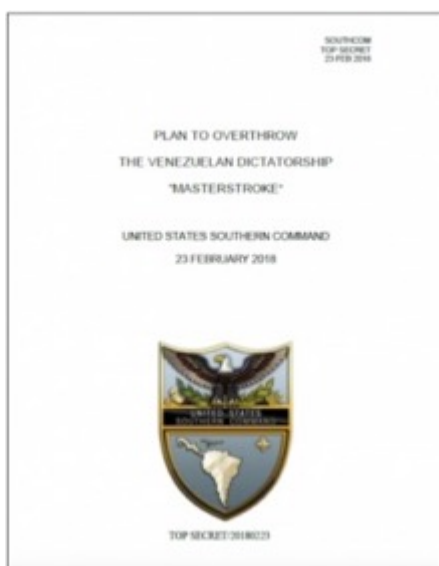 SOUTHCOM
TOP SECRET
23 FEB 2018
PLAN TO OVERTHROW
THE VENEZUELAN DICTATORSHIP
"MASTERSTROKE"
UNITED STATES SOUTHERN COMMAND
23 FEBRUARY 2018
UNITED STATES
SOUTHERN COMMAND
TOP SECRET/20180223